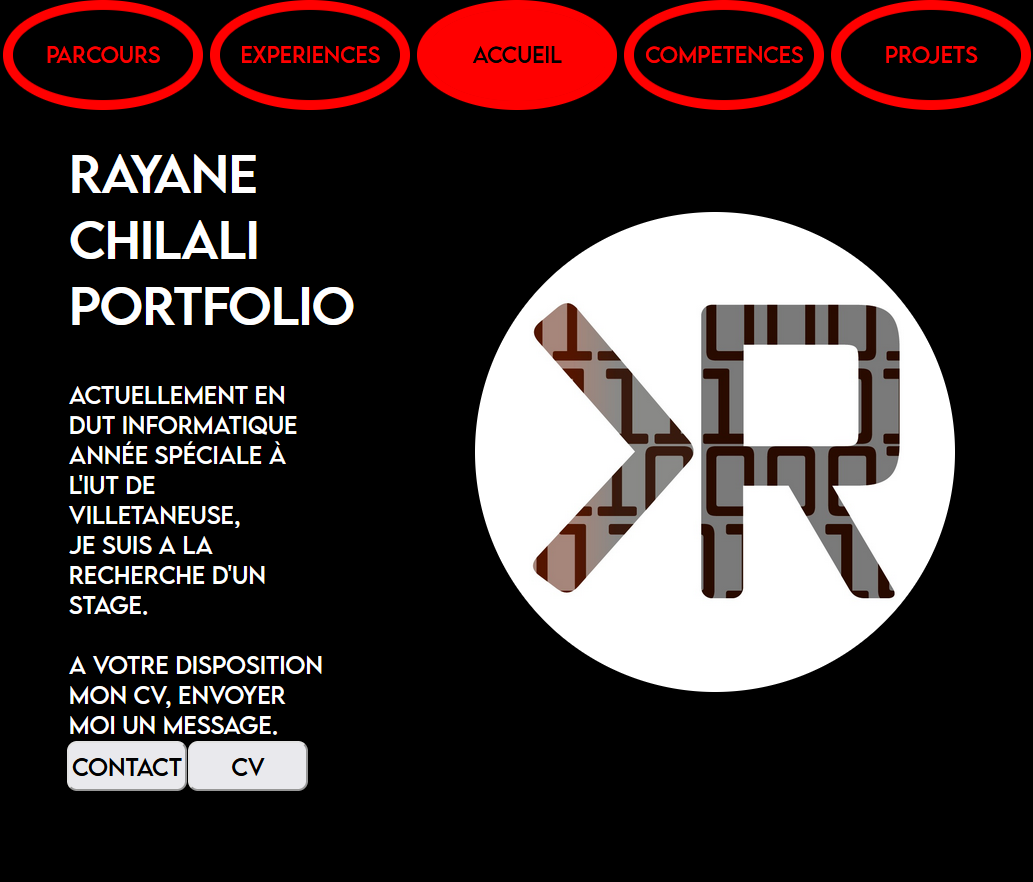 PARCOURS
EXPERIENCES
ACCUEIL
COMPETENCES
PROJETS
RAYANE
CHILALI
PORTFOLIO
ACTUELLEMENT EN
DUT INFORMATIQUE
ANNÉE SPÉCIALE À
L'IUT DE
VILLETANEUSE,
JE SUIS A LA
RECHERCHE D'UN
STAGE.
A VOTRE DISPOSITION
MON CV, ENVOYER
MOI UN MESSAGE.
CONTACT
CV
R